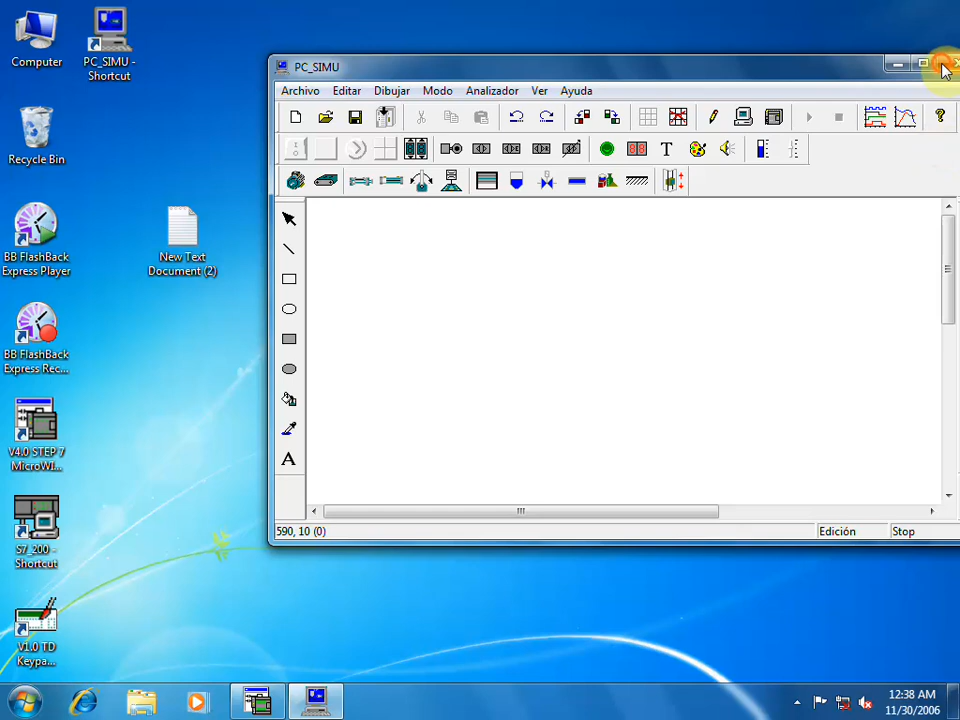 Computer
PC_SIMU -
Shortcut
Recycle Bin
BB FlashBack
Express Player
New Text
Document (2)
BB FlashBack
Express Rec...
V4.0 STEP 7
MicroWI...
S7_200 -
Shortcut
V1.0 TD
Keypa...
PC_SIMU
Archivo Editar Dibujar Modo Analizador Ver Ayuda
T
A
590, 10 (0) Edición Stop
12:38 AM
11/30/2006